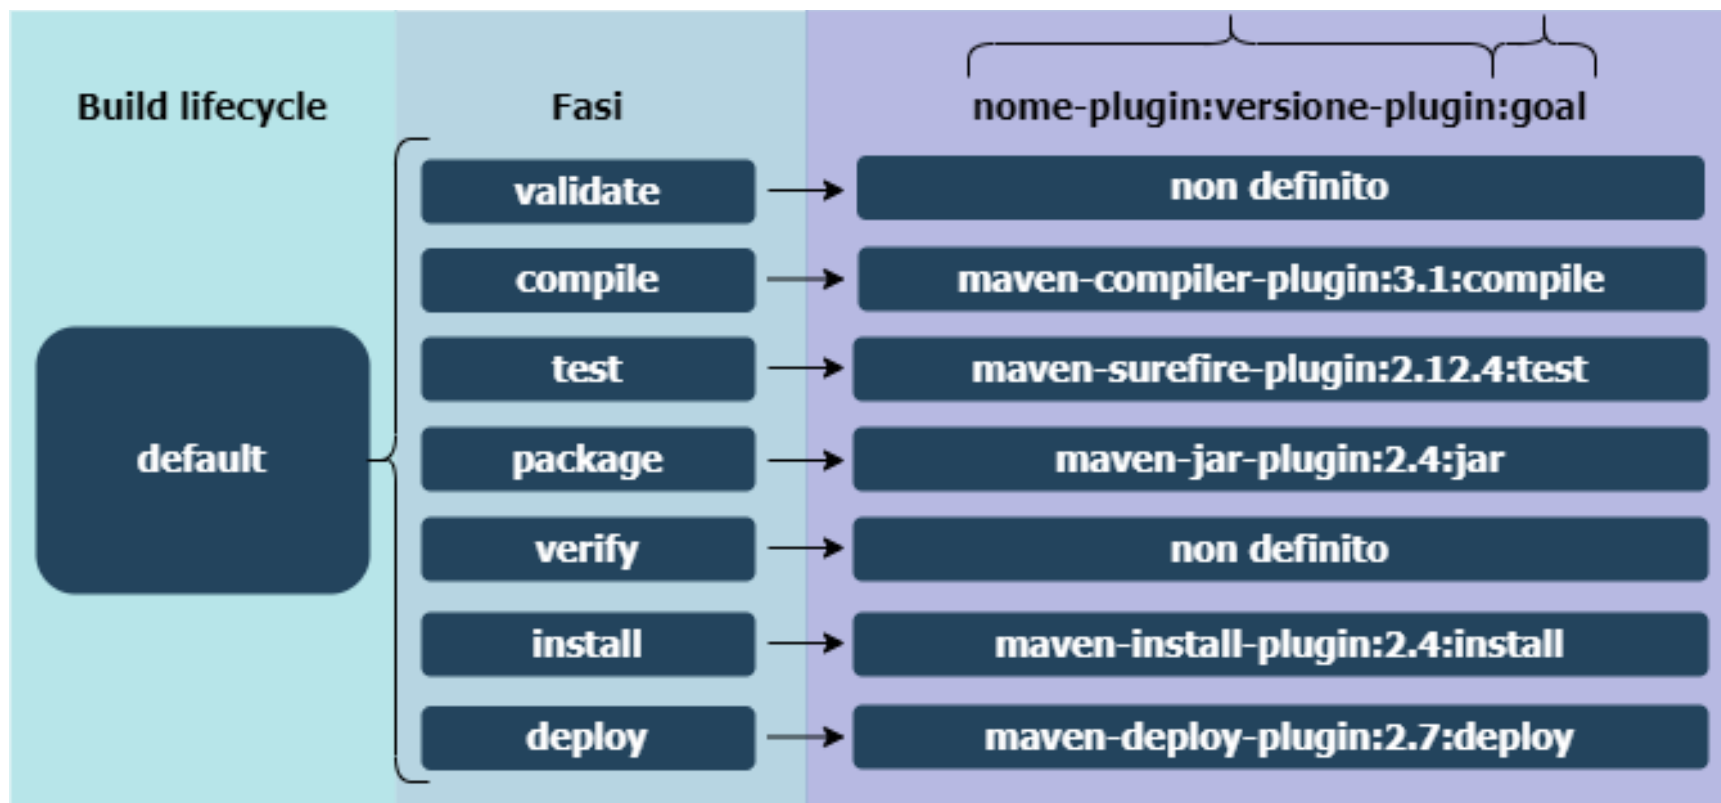 Build lifecycle
Fasi
nome-plugin:versione-plugin:goal
default
validate
non definito
compile
maven-compiler-plugin:3.1:compile
test
maven-surefire-plugin:2.12.4:test
package
maven-jar-plugin:2.4:jar
verify
non definito
install
maven-install-plugin:2.4:install
deploy
maven-deploy-plugin:2.7:deploy